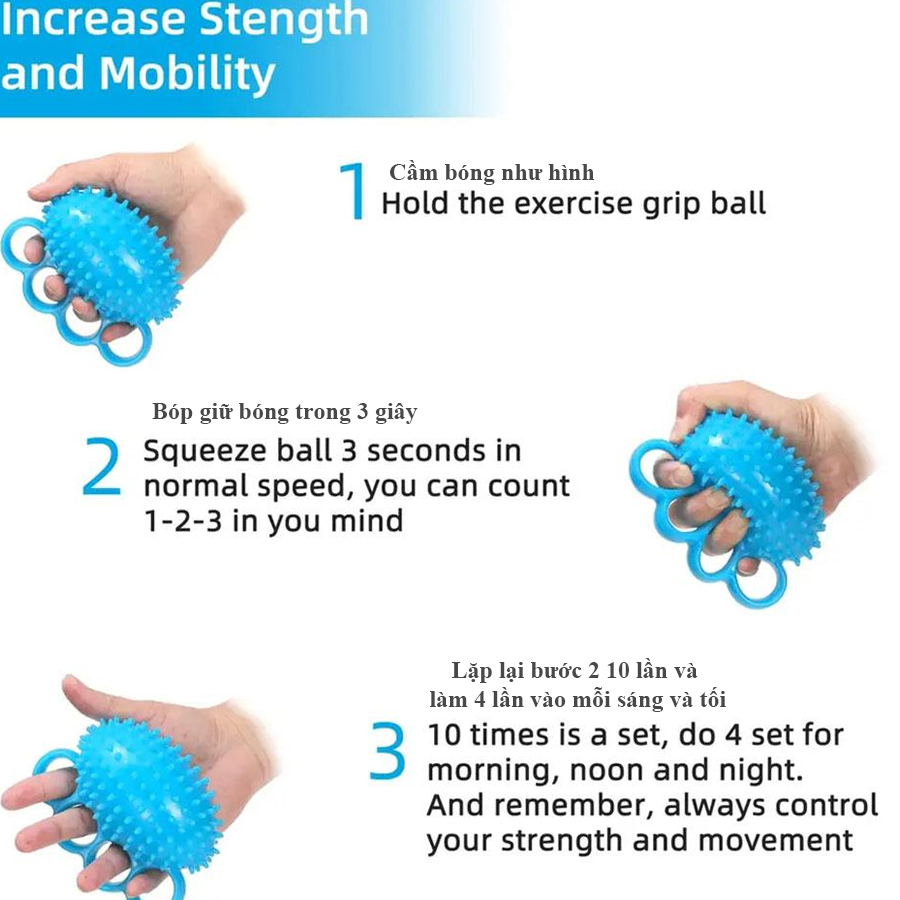 Increase Stength
and Mobility
1
Cầm bóng như hình
Hold the exercise grip ball
Bóp giữ bóng trong 3 giây
2
Squeeze ball 3 seconds in
normal speed, you can count
1-2-3 in you mind
Lặp lại bước 2 10 lần và
làm 4 lần vào mỗi sáng và tối
3
10 times is a set, do 4 set for
morning, noon and night.
And remember, always control
your strength and movement